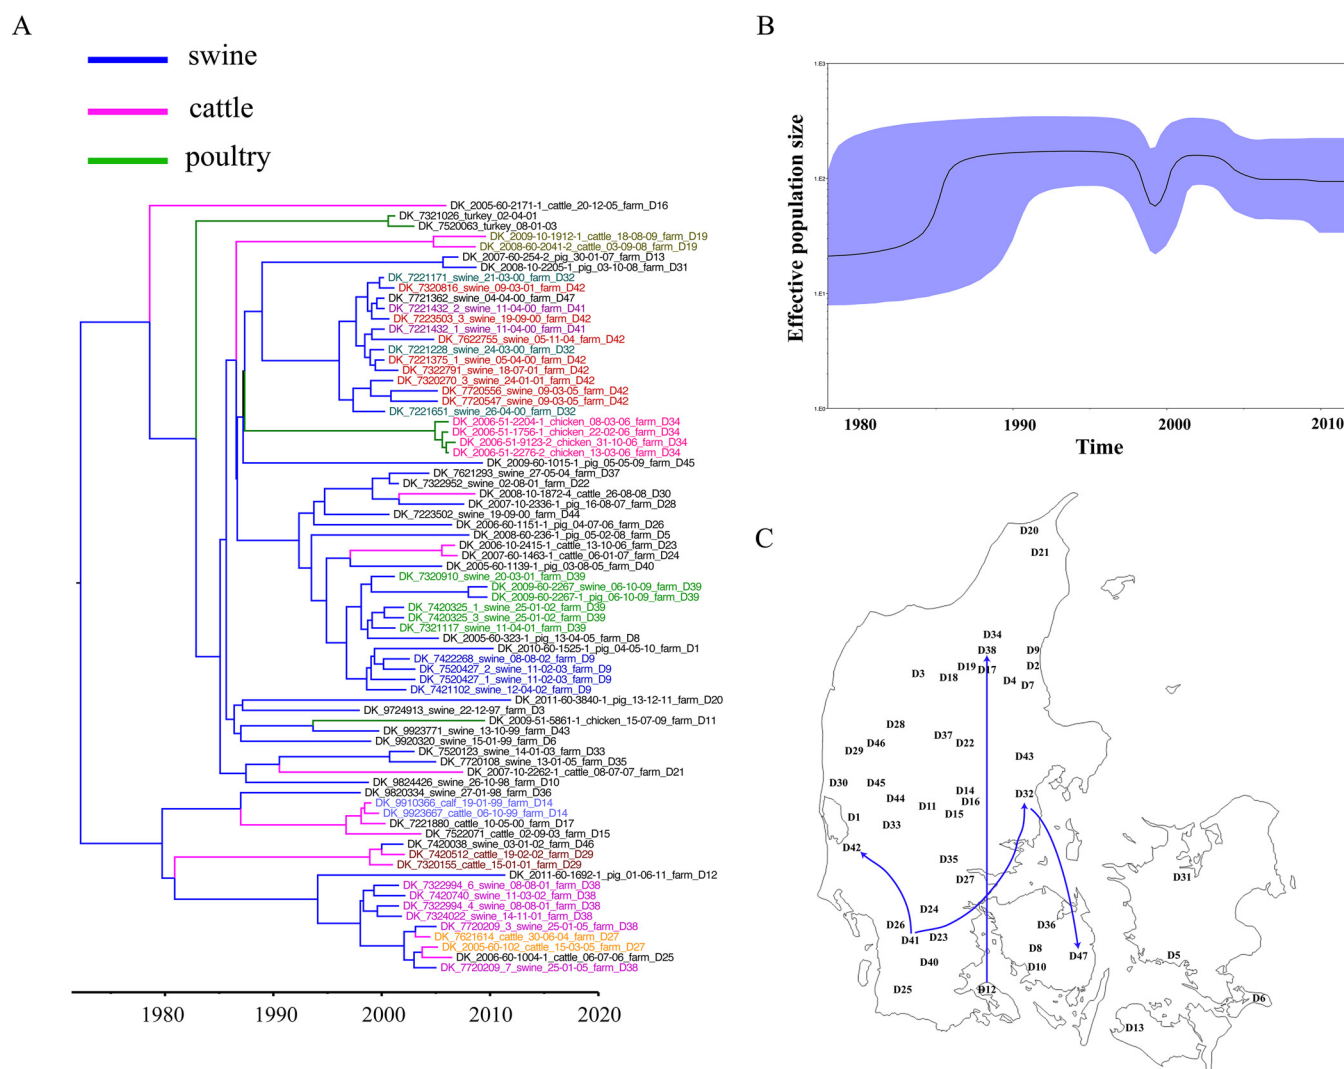 A
swine
cattle
poultry
DK_2005-60-2171-1_cattle_20-12-05_farm_D16
DK_7321026_turkey_02-04-01
DK_7520063_turkey_08-01-03
DK_2009-10-1912-1_cattle_18-08-09_farm_D19
DK_2008-60-2041-2_cattle_03-09-08_farm_D19
DK_2007-60-254-2_pig_30-01-07_farm_D13
DK_2008-10-2205-1_pig_03-10-08_farm_D31
DK_7221171_swine_21-03-00_farm_D32
DK_7320816_swine_09-03-01_farm_D42
DK_7721362_swine_04-04-00_farm_D47
DK_7221432_2_swine_11-04-00_farm_D41
DK_7223503_3_swine_19-09-00_farm_D42
DK_7221432_1_swine_11-04-00_farm_D41
DK_7622755_swine_05-11-04_farm_D42
DK_7221228_swine_24-03-00_farm_D32
DK_7221375_1_swine_05-04-00_farm_D42
DK_7322791_swine_18-07-01_farm_D42
DK_7320270_3_swine_24-01-01_farm_D42
DK_7720556_swine_09-03-05_farm_D42
DK_7720547_swine_09-03-05_farm_D42
DK_7221651_swine_26-04-00_farm_D32
DK_2006-51-2204-1_chicken_08-03-06_farm_D34
DK_2006-51-1756-1_chicken_22-02-06_farm_D34
DK_2006-51-9123-2_chicken_31-10-06_farm_D34
DK_2006-51-2276-2_chicken_13-03-06_farm_D34
DK_2009-60-1015-1_pig_05-05-09_farm_D45
DK_7621293_swine_27-05-04_farm_D37
DK_7322952_swine_02-08-01_farm_D22
DK_2008-10-1872-4_cattle_26-08-08_farm_D30
DK_2007-10-2336-1_pig_16-08-07_farm_D28
DK_7223502_swine_19-09-00_farm_D44
DK_2006-60-1151-1_pig_04-07-06_farm_D26
DK_2008-60-236-1_pig_05-02-08_farm_D5
DK_2006-10-2415-1_cattle_13-10-06_farm_D23
DK_2007-60-1463-1_cattle_06-01-07_farm_D24
DK_2005-60-1139-1_pig_03-08-05_farm_D40
DK_7320910_swine_20-03-01_farm_D39
DK_2009-60-2267_swine_06-10-09_farm_D39
DK_2009-60-2267-1_pig_06-10-09_farm_D39
DK_7420325_1_swine_25-01-02_farm_D39
DK_7420325_3_swine_25-01-02_farm_D39
DK_7321117_swine_11-04-01_farm_D39
DK_2005-60-323-1_pig_13-04-05_farm_D8
DK_2010-60-1525-1_pig_04-05-10_farm_D1
DK_7422268_swine_08-08-02_farm_D9
DK_7520427_2_swine_11-02-03_farm_D9
DK_7520427_1_swine_11-02-03_farm_D9
DK_7421102_swine_12-04-02_farm_D9
DK_2011-60-3840-1_pig_13-12-11_farm_D20
DK_9724913_swine_22-12-97_farm_D3
DK_2009-51-5861-1_chicken_15-07-09_farm_D11
DK_9923771_swine_13-10-99_farm_D43
DK_9920320_swine_15-01-99_farm_D6
DK_7520123_swine_14-01-03_farm_D33
DK_7720108_swine_13-01-05_farm_D35
DK_2007-10-2262-1_cattle_08-07-07_farm_D21
DK_9824426_swine_26-10-98_farm_D10
DK_9820334_swine_27-01-98_farm_D36
DK_9910366_calf_19-01-99_farm_D14
DK_9923667_cattle_06-10-99_farm_D14
DK_7221880_cattle_10-05-00_farm_D17
DK_7522071_cattle_02-09-03_farm_D15
DK_7420038_swine_03-01-02_farm_D46
DK_7420512_cattle_19-02-02_farm_D29
DK_7320155_cattle_15-01-01_farm_D29
DK_2011-60-1692-1_pig_01-06-11_farm_D12
DK_7322994_6_swine_08-08-01_farm_D38
DK_7420740_swine_11-03-02_farm_D38
DK_7322994_4_swine_08-08-01_farm_D38
DK_7324022_swine_14-11-01_farm_D38
DK_7720209_3_swine_25-01-05_farm_D38
DK_7621614_cattle_30-06-04_farm_D27
DK_2005-60-102_cattle_15-03-05_farm_D27
DK_2006-60-1004-1_cattle_06-07-06_farm_D25
DK_7720209_7_swine_25-01-05_farm_D38
1980 1990 2000 2010 2020
B
Effective population size
1.E3
1.E2
1.E1
1.E0
1980 1990 2000 2010
Time
C
D20
D21
D34
D38 D9
D19 D17 D2
D3 D18 D4 D7
D28
D37
D46 D22
D29 D43
D30 D45
D14 D32
D44 D11 D16
D1 D33 D15
D42
D35
D27 D31
D24
D26 D36
D41 D23
D8
D40 D47 D5
D10
D25 D12
D6
D13